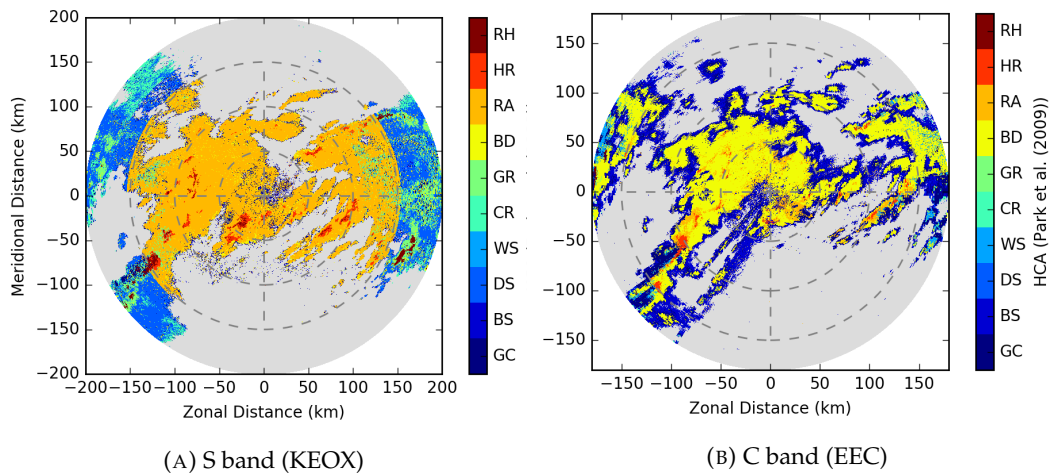 200
150
100
50
0
−50
−100
−150
−200
Meridional Distance (km)
−200 −150 −100 −50 0 50 100 150 200
Zonal Distance (km)
RH
HR
RA
BD
GR
CR
WS
DS
BS
GC
(A) S band (KEOX)
150
100
50
0
−50
−100
−150
−150 −100 −50 0 50 100 150
Zonal Distance (km)
RH
HR
RA
BD
GR
CR
WS
DS
BS
GC
HCA (Park et al. (2009))
(B) C band (EEC)